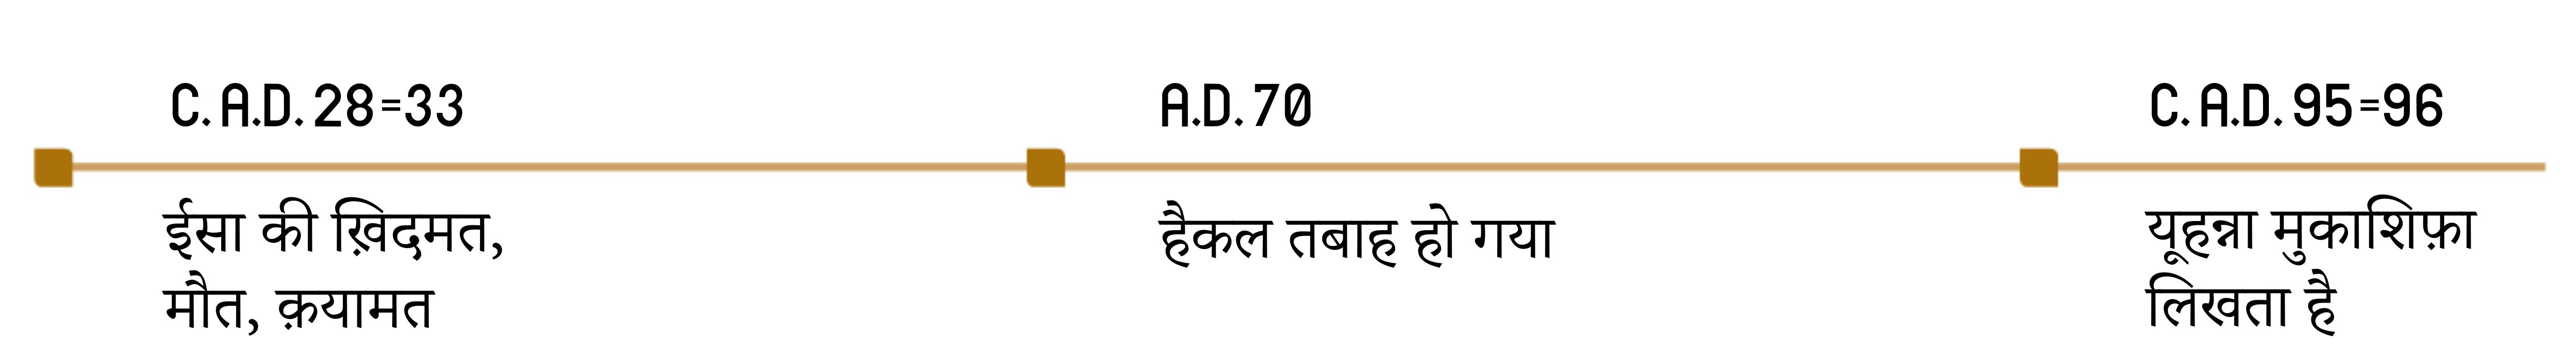 C. A.D. 28=33
A.D. 70
C. A.D. 95=96
ईसा की ख़िदमत,
मौत, क़यामत
हैकल तबाह हो गया
यूहन्ना मुकाशिफ़ा
लिखता है